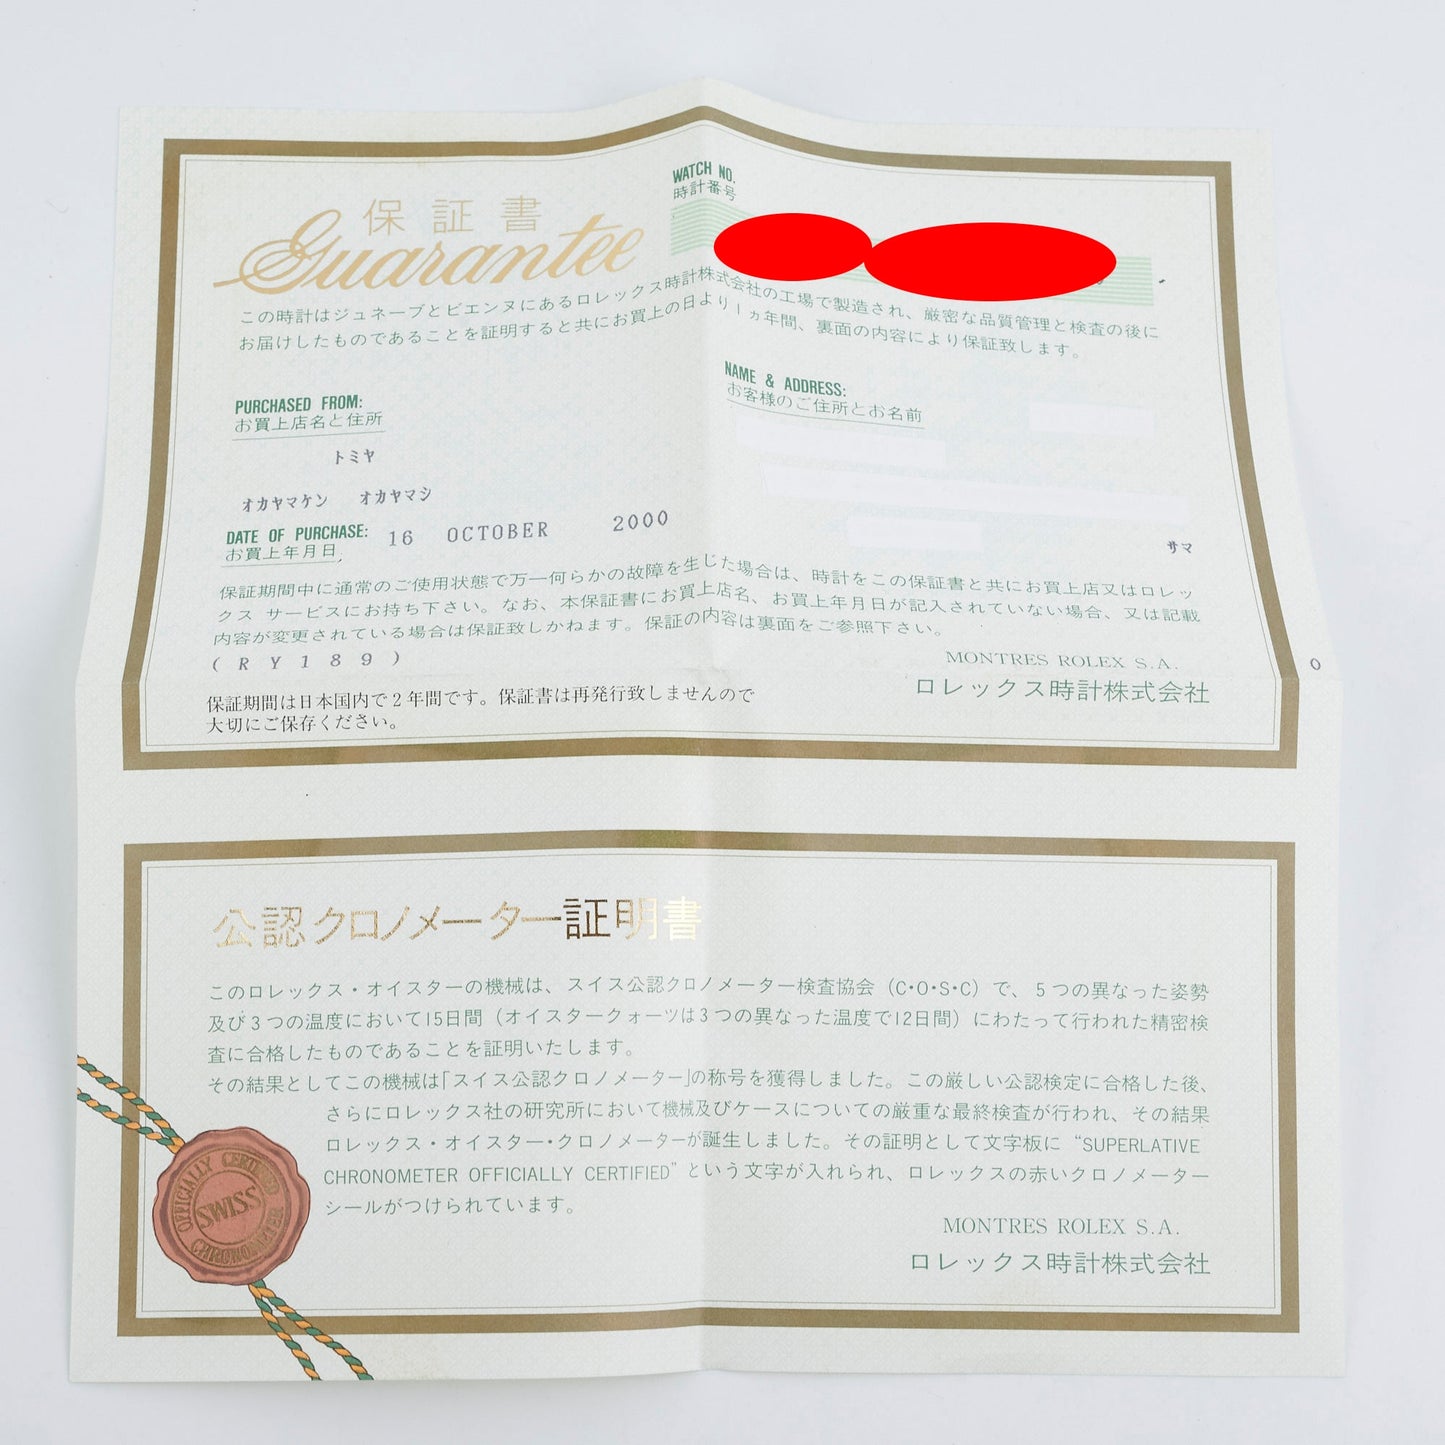 保証書
Guarantee
WATCH NO.
時計番号
この時計はジュネーブとビエンヌにあるロレックス時計株式会社の工場で製造され、厳密な品質管理と検査の後に
お届けしたものであることを証明すると共にお買上の日より1ヵ年間、裏面の内容により保証致します。
PURCHASED FROM:
お買上店名と住所
トミヤ
オカヤマケン オカヤマシ
DATE OF PURCHASE: 16 OCTOBER 2000
お買上年月日
NAME & ADDRESS:
お客様のご住所とお名前
サマ
保証期間中に通常のご使用状態で万一何らかの故障を生じた場合は、時計をこの保証書と共にお買上店又はロレッ
クス サービスにお持ち下さい。なお、本保証書にお買上店名、お買上年月日が記入されていない場合、又は記載
内容が変更されている場合は保証致しかねます。保証の内容は裏面をご参照下さい。
(RY189)
MONTRES ROLEX S.A.
ロレックス時計株式会社
0
保証期間は日本国内で2年間です。保証書は再発行致しませんので
大切にご保存ください。
公認クロノメーター証明書
このロレックス・オイスターの機械は、スイス公認クロノメーター検査協会(C・O・S・C)で、5つの異なった姿勢
及び3つの温度において15日間(オイスタークォーツは3つの異なった温度で12日間)にわたって行われた精密検
査に合格したものであることを証明いたします。
その結果としてこの機械は「スイス公認クロノメーター」の称号を獲得しました。この厳しい公認検定に合格した後、
さらにロレックス社の研究所において機械及びケースについての厳重な最終検査が行われ、その結果
ロレックス・オイスター・クロノメーターが誕生しました。その証明として文字板に “SUPERLATIVE
CHRONOMETER OFFICIALLY CERTIFIED” という文字が入れられ、ロレックスの赤いクロノメーター
シールがつけられています。
OFFICIALLY CERTIFIED
SWISS
CHRONOMETER
MONTRES ROLEX S.A.
ロレックス時計株式会社